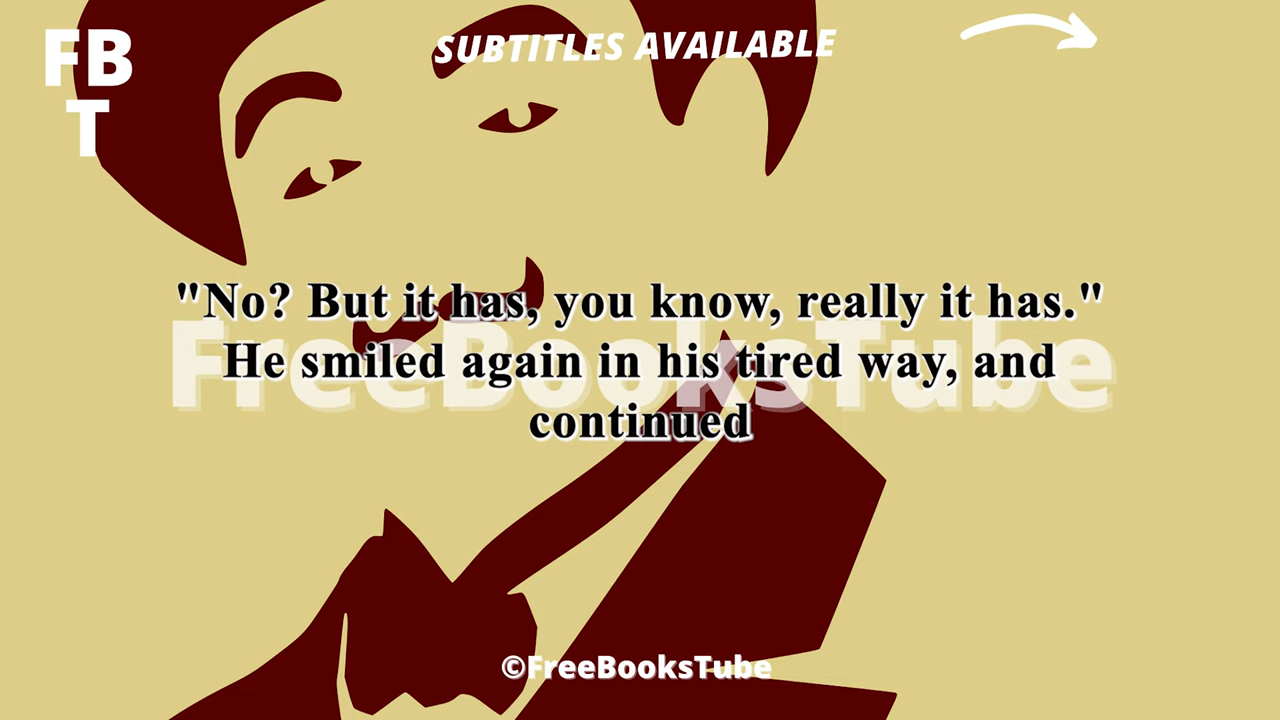 FB
T
SUBTITLES AVAILABLE
"No? But it has, you know, really it has."
He smiled again in his tired way, and
continued
FreeBooksTube
©FreeBooksTube